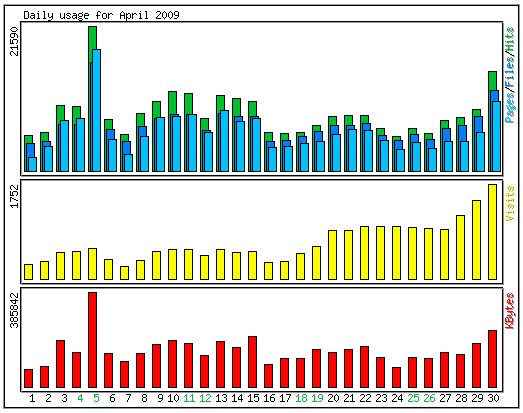 Daily usage for April 2009
21590
Pages/Files/Hits
1752
Visits
385842
KBytes
1 2 3 4 5 6 7 8 9 10 11 12 13 14 15 16 17 18 19 20 21 22 23 24 25 26 27 28 29 30